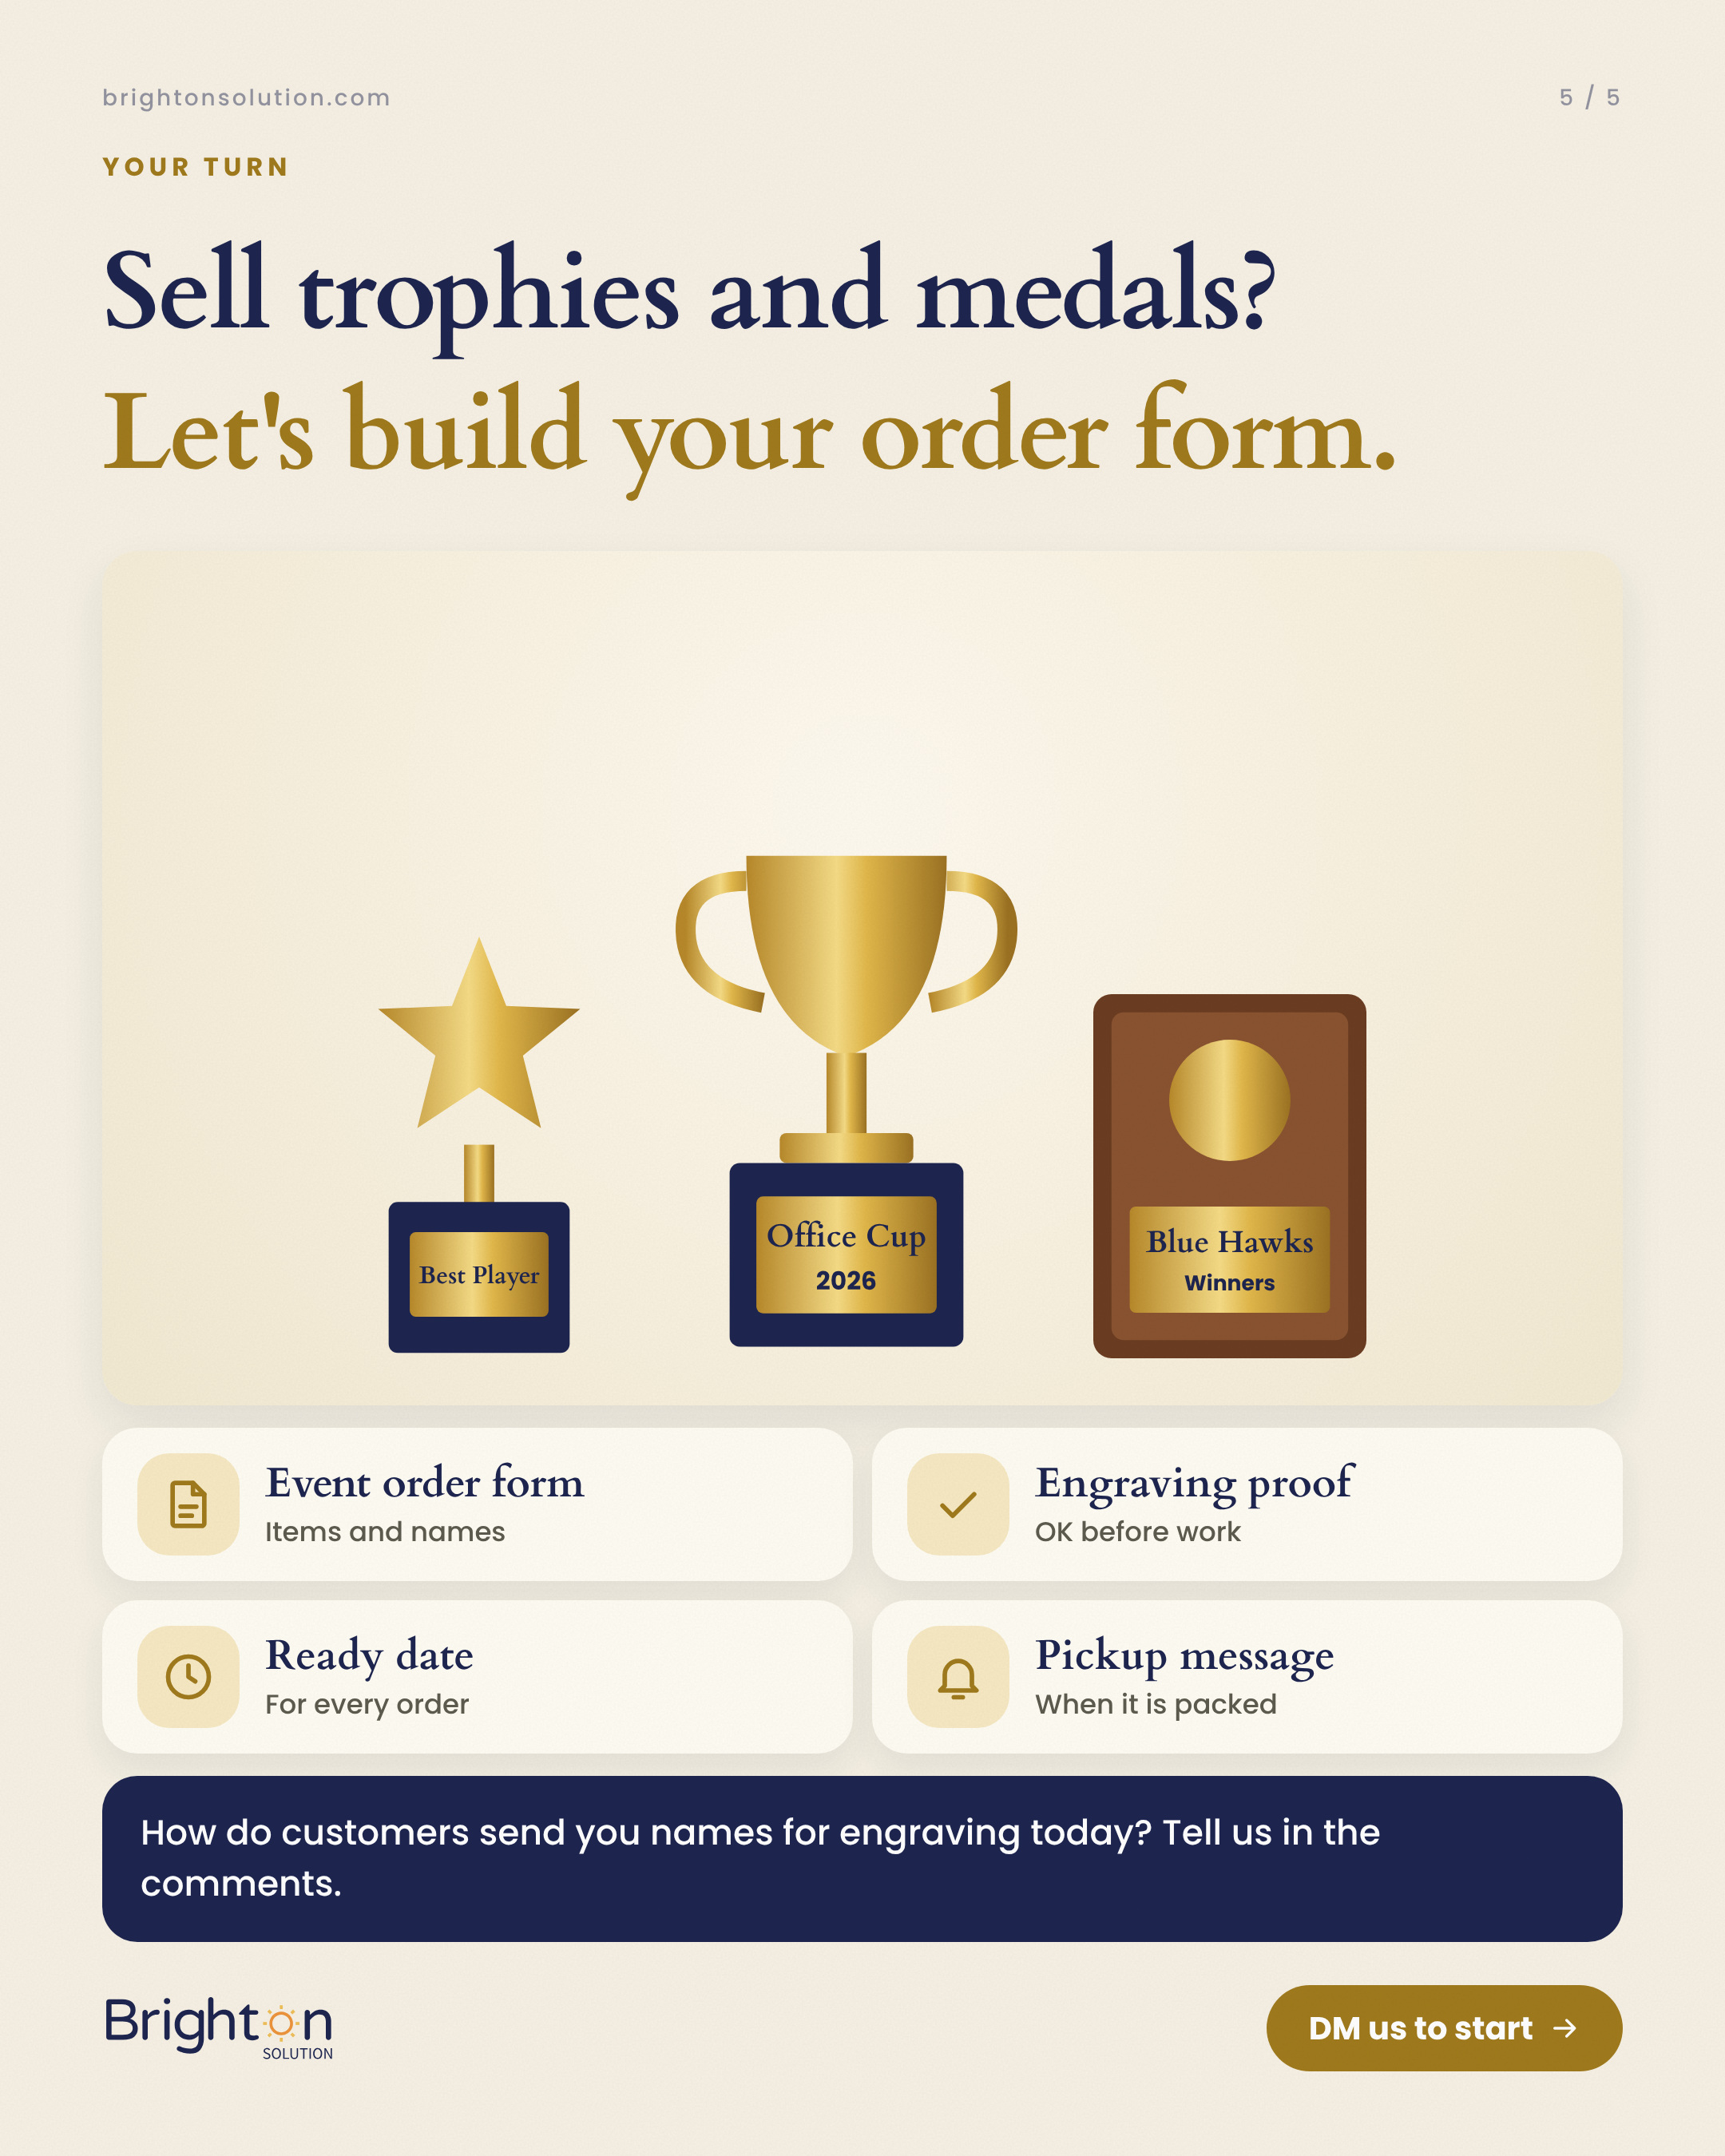 brightonsolution.com
5 / 5
YOUR TURN
Sell trophies and medals?
Let's build your order form.
Best Player
Office Cup
2026
Blue Hawks
Winners
Event order form
Items and names
Engraving proof
OK before work
Ready date
For every order
Pickup message
When it is packed
How do customers send you names for engraving today? Tell us in the
comments.
Brighton
SOLUTION
DM us to start →